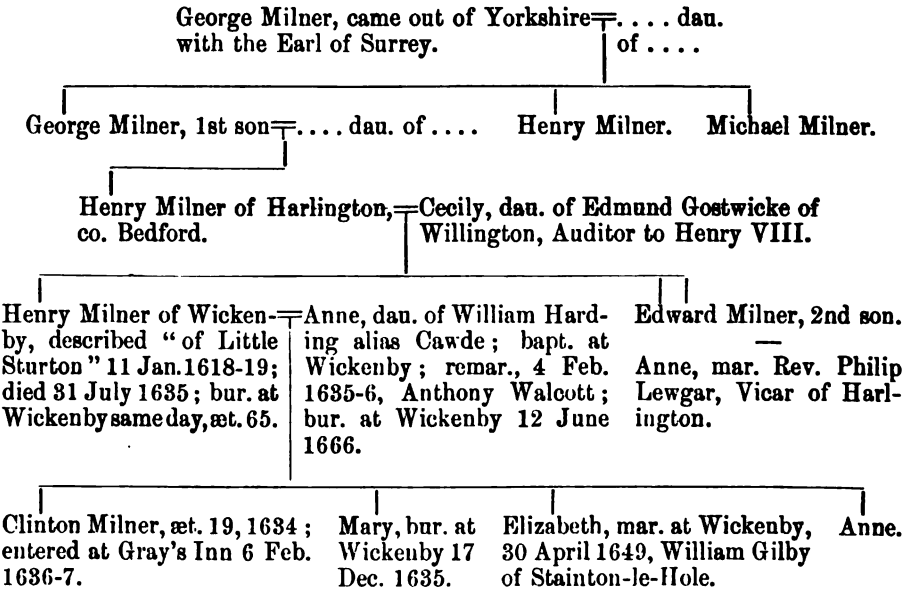 George Milner, came out of Yorkshire=.... dau.
with the Earl of Surrey. of ....
George Milner, 1st son=.... dau. of .... Henry Milner. Michael Milner.
Henry Milner of Harlington,=Cecily, dau. of Edmund Gostwicke of
co. Bedford. Willington, Auditor to Henry VIII.
Henry Milner of Wicken-
by, described "of Little
Sturton" 11 Jan. 1618-19;
died 31 July 1635; bur. at
Wickenby same day, æt. 65.
=Anne, dau. of William Hard-
ing alias Cawde; bapt. at
Wickenby; remar., 4 Feb.
1635-6, Anthony Walcott;
bur. at Wickenby 12 June
1666.
Edward Milner, 2nd son.
—
Anne, mar. Rev. Philip
Lewgar, Vicar of Harl-
ington.
Clinton Milner, æt. 19, 1634;
entered at Gray's Inn 6 Feb.
1636-7.
Mary, bur. at
Wickenby 17
Dec. 1635.
Elizabeth, mar. at Wickenby,
30 April 1649, William Gilby
of Stainton-le-Hole.
Anne.